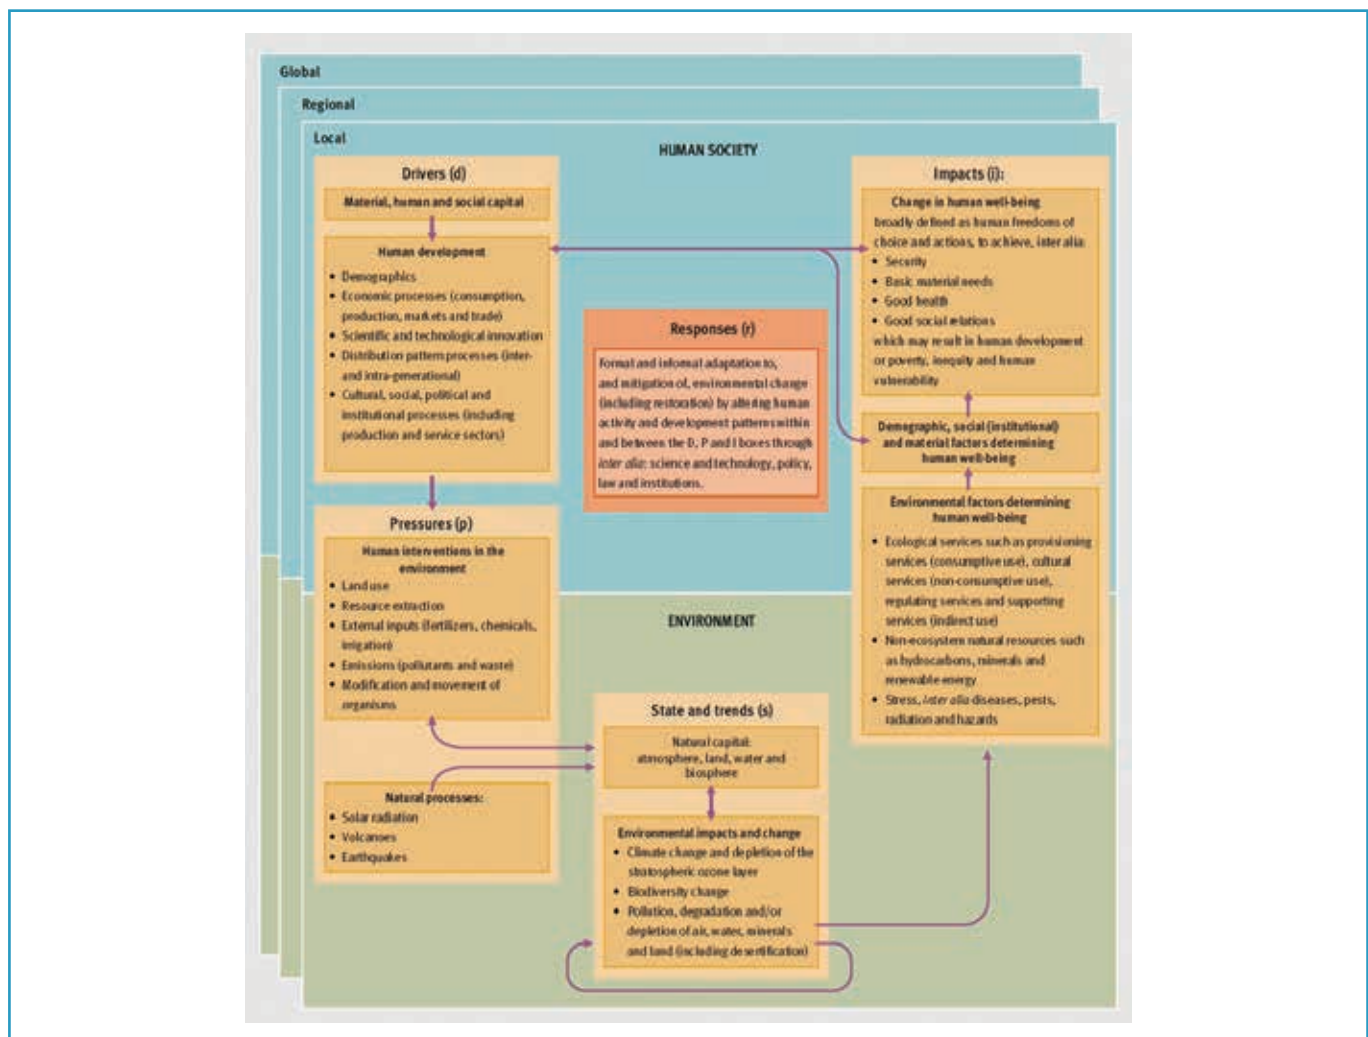 Global
Regional
Local
HUMAN SOCIETY
Drivers (d)
Material, human and social capital
Human development
• Demographics
• Economic processes (consumption,
production, markets and trade)
• Scientific and technological innovation
• Distribution pattern processes (inter-
and intra-generational)
• Cultural, social, political and
institutional processes (including
production and service sectors)
Pressures (p)
Human interventions in the
environment
• Land use
• Resource extraction
• External inputs (fertilizers, chemicals,
irrigation)
• Emissions (pollutants and waste)
• Modification and movement of
organisms
Natural processes:
• Solar radiation
• Volcanoes
• Earthquakes
Responses (r)
Formal and informal adaptation to,
and mitigation of, environmental change
(including restoration) by altering human
activity and development patterns within
and between the D, P and I boxes through
inter alia: science and technology, policy,
law and institutions.
ENVIRONMENT
State and trends (s)
Natural capital:
atmosphere, land, water and
biosphere
Environmental impacts and change
• Climate change and depletion of the
stratospheric ozone layer
• Biodiversity change
• Pollution, degradation and/or
depletion of air, water, minerals
and land (including desertification)
Impacts (i):
Change in human well-being
broadly defined as human freedoms of
choice and actions, to achieve, inter alia:
• Security
• Basic material needs
• Good health
• Good social relations
which may result in human development
or poverty, inequity and human
vulnerability
Demographic, social (institutional)
and material factors determining
human well-being
Environmental factors determining
human well-being
• Ecological services such as provisioning
services (consumptive use), cultural
services (non-consumptive use),
regulating services and supporting
services (indirect use)
• Non-ecosystem natural resources such
as hydrocarbons, minerals and
renewable energy
• Stress, inter alia diseases, pests,
radiation and hazards